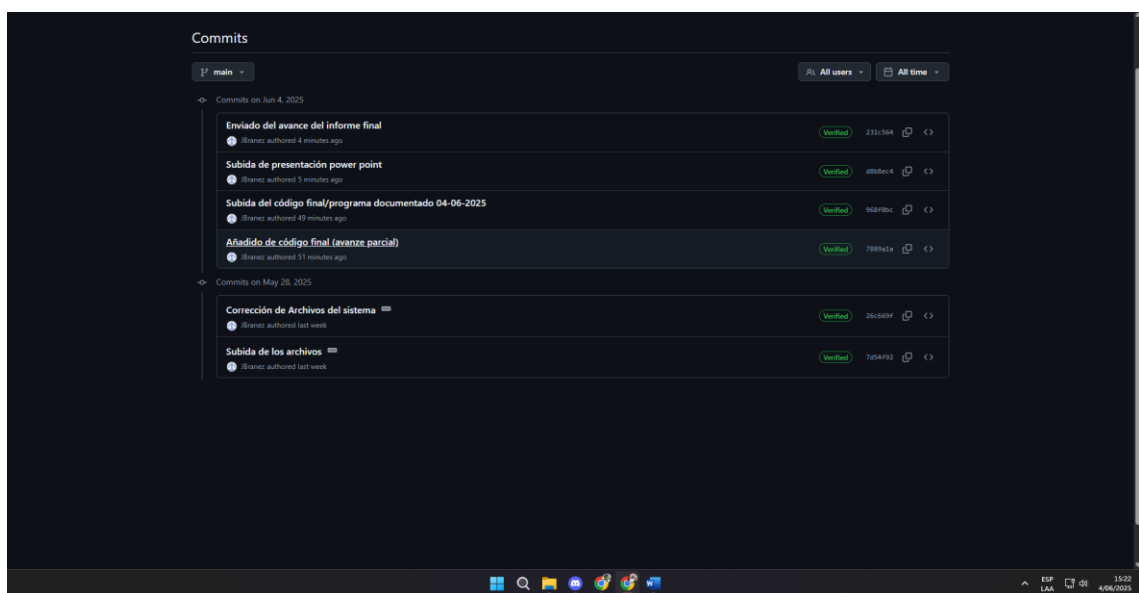 Commits
main
All users
All time
Commits on Jun 4, 2025
Enviado del avance del informe final
JBranez authored 4 minutes ago
Verified
231c564
Subida de presentación power point
JBranez authored 5 minutes ago
Verified
d8b8ec4
Subida del código final/programa documentado 04-06-2025
JBranez authored 49 minutes ago
Verified
968f0bc
Añadido de código final (avanze parcial)
JBranez authored 51 minutes ago
Verified
7889a1a
Commits on May 28, 2025
Corrección de Archivos del sistema
JBranez authored last week
Verified
26c669f
Subida de los archivos
JBranez authored last week
Verified
7d54f92
ESP
LAA
15:22
4/06/2025